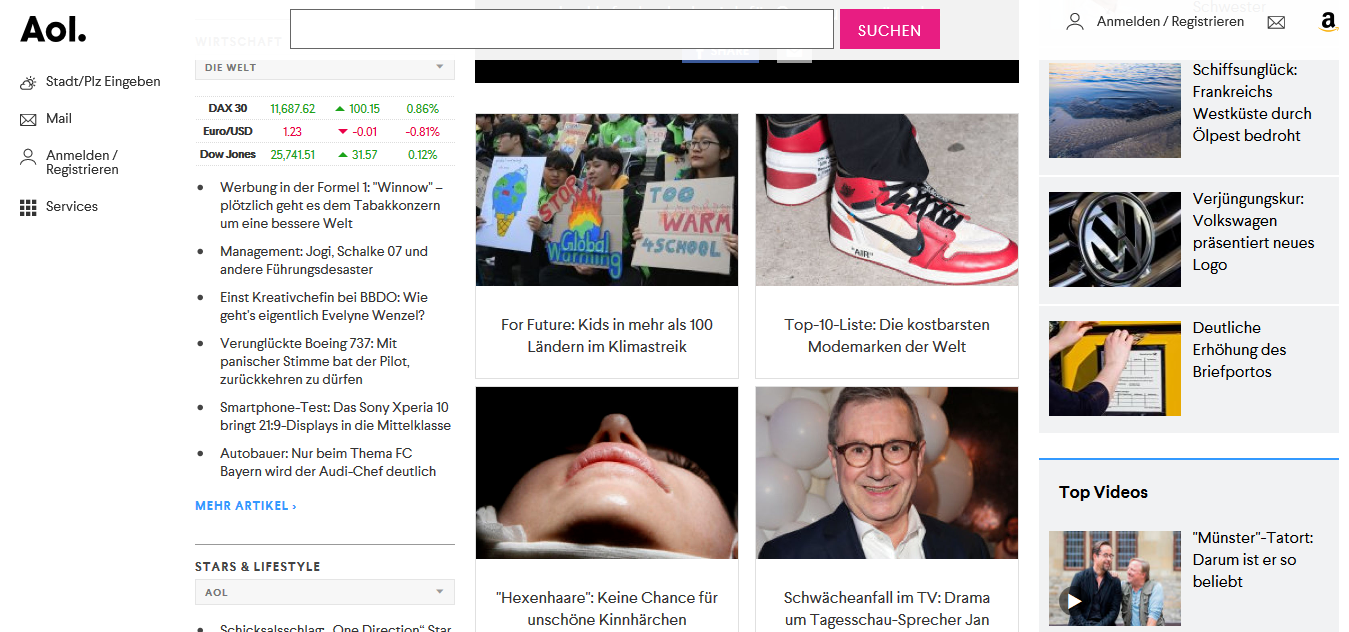 Aol.
SUCHEN
Anmelden / Registrieren
Stadt/Plz Eingeben
Mail
Anmelden /
Registrieren
Services
WIRTSCHAFT
DIE WELT
DAX 30 11,687.62 100.15 0.86%
Euro/USD 1.23 -0.01 -0.81%
Dow Jones 25,741.51 31.57 0.12%
Werbung in der Formel 1: "Winnow" –
plötzlich geht es dem Tabakkonzern
um eine bessere Welt
Management: Jogi, Schalke 07 und
andere Führungsdesaster
Einst Kreativchefin bei BBDO: Wie
geht's eigentlich Evelyne Wenzel?
Verunglückte Boeing 737: Mit
panischer Stimme bat der Pilot,
zurückkehren zu dürfen
Smartphone-Test: Das Sony Xperia 10
bringt 21:9-Displays in die Mittelklasse
Autobauer: Nur beim Thema FC
Bayern wird der Audi-Chef deutlich
MEHR ARTIKEL ›
STARS & LIFESTYLE
AOL
Schicksalsschlag: „One Direction“ Star
STOP
Global
Warming
TOO
WARM
4SCHOOL
For Future: Kids in mehr als 100
Ländern im Klimastreik
"AIR"
Top-10-Liste: Die kostbarsten
Modemarken der Welt
"Hexenhaare": Keine Chance für
unschöne Kinnhärchen
Schwächeanfall im TV: Drama
um Tagesschau-Sprecher Jan
Schwester
Schiffsunglück:
Frankreichs
Westküste durch
Ölpest bedroht
Verjüngungskur:
Volkswagen
präsentiert neues
Logo
Deutliche
Erhöhung des
Briefportos
Top Videos
"Münster"-Tatort:
Darum ist er so
beliebt